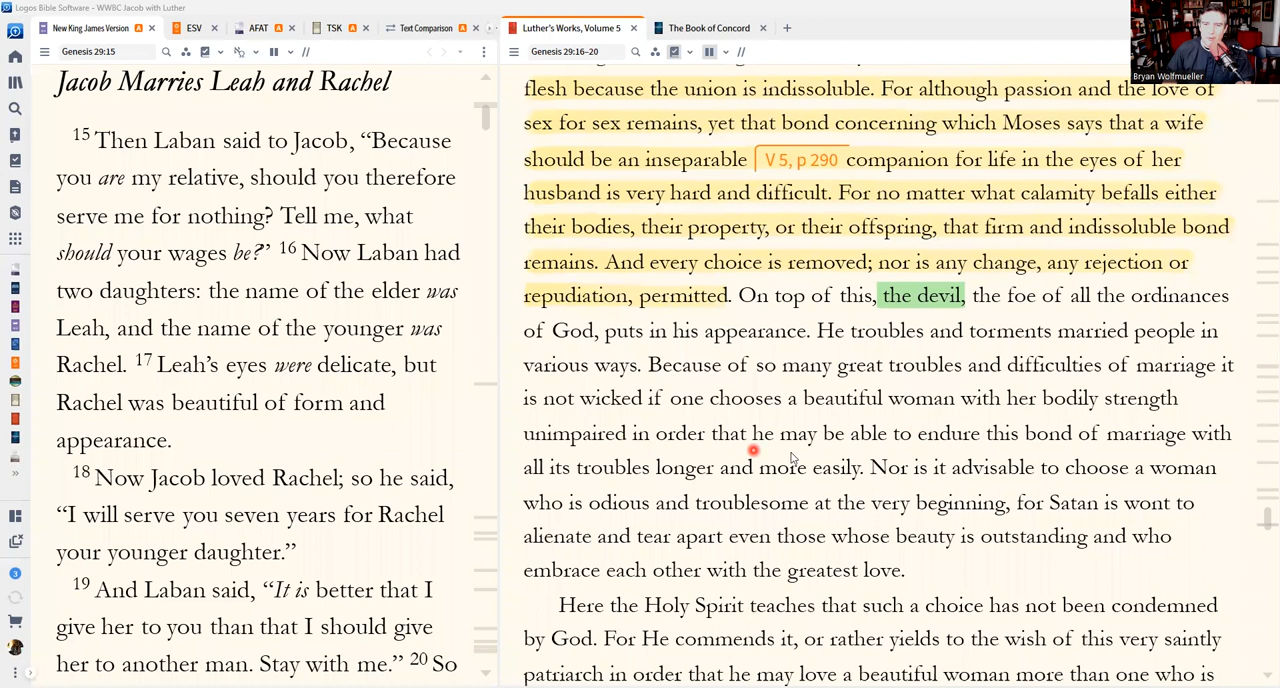 Logos Bible Software - WWBC Jacob with Luther
New King James Version A
ESV
AFAT A
TSK A
Text Comparison A
Luther's Works, Volume 5
The Book of Concord
Genesis 29:15
Genesis 29:16–20
Bryan Wolfmueller
Jacob Marries Leah and Rachel
15 Then Laban said to Jacob, “Because
you are my relative, should you therefore
serve me for nothing? Tell me, what
should your wages be?” 16 Now Laban had
two daughters: the name of the elder was
Leah, and the name of the younger was
Rachel. 17 Leah’s eyes were delicate, but
Rachel was beautiful of form and
appearance.
18 Now Jacob loved Rachel; so he said,
“I will serve you seven years for Rachel
your younger daughter.”
19 And Laban said, “It is better that I
give her to you than that I should give
her to another man. Stay with me.” 20 So
flesh because the union is indissoluble. For although passion and the love of
sex for sex remains, yet that bond concerning which Moses says that a wife
should be an inseparable V 5, p 290 companion for life in the eyes of her
husband is very hard and difficult. For no matter what calamity befalls either
their bodies, their property, or their offspring, that firm and indissoluble bond
remains. And every choice is removed; nor is any change, any rejection or
repudiation, permitted. On top of this, the devil, the foe of all the ordinances
of God, puts in his appearance. He troubles and torments married people in
various ways. Because of so many great troubles and difficulties of marriage it
is not wicked if one chooses a beautiful woman with her bodily strength
unimpaired in order that he may be able to endure this bond of marriage with
all its troubles longer and more easily. Nor is it advisable to choose a woman
who is odious and troublesome at the very beginning, for Satan is wont to
alienate and tear apart even those whose beauty is outstanding and who
embrace each other with the greatest love.
Here the Holy Spirit teaches that such a choice has not been condemned
by God. For He commends it, or rather yields to the wish of this very saintly
patriarch in order that he may love a beautiful woman more than one who is
3